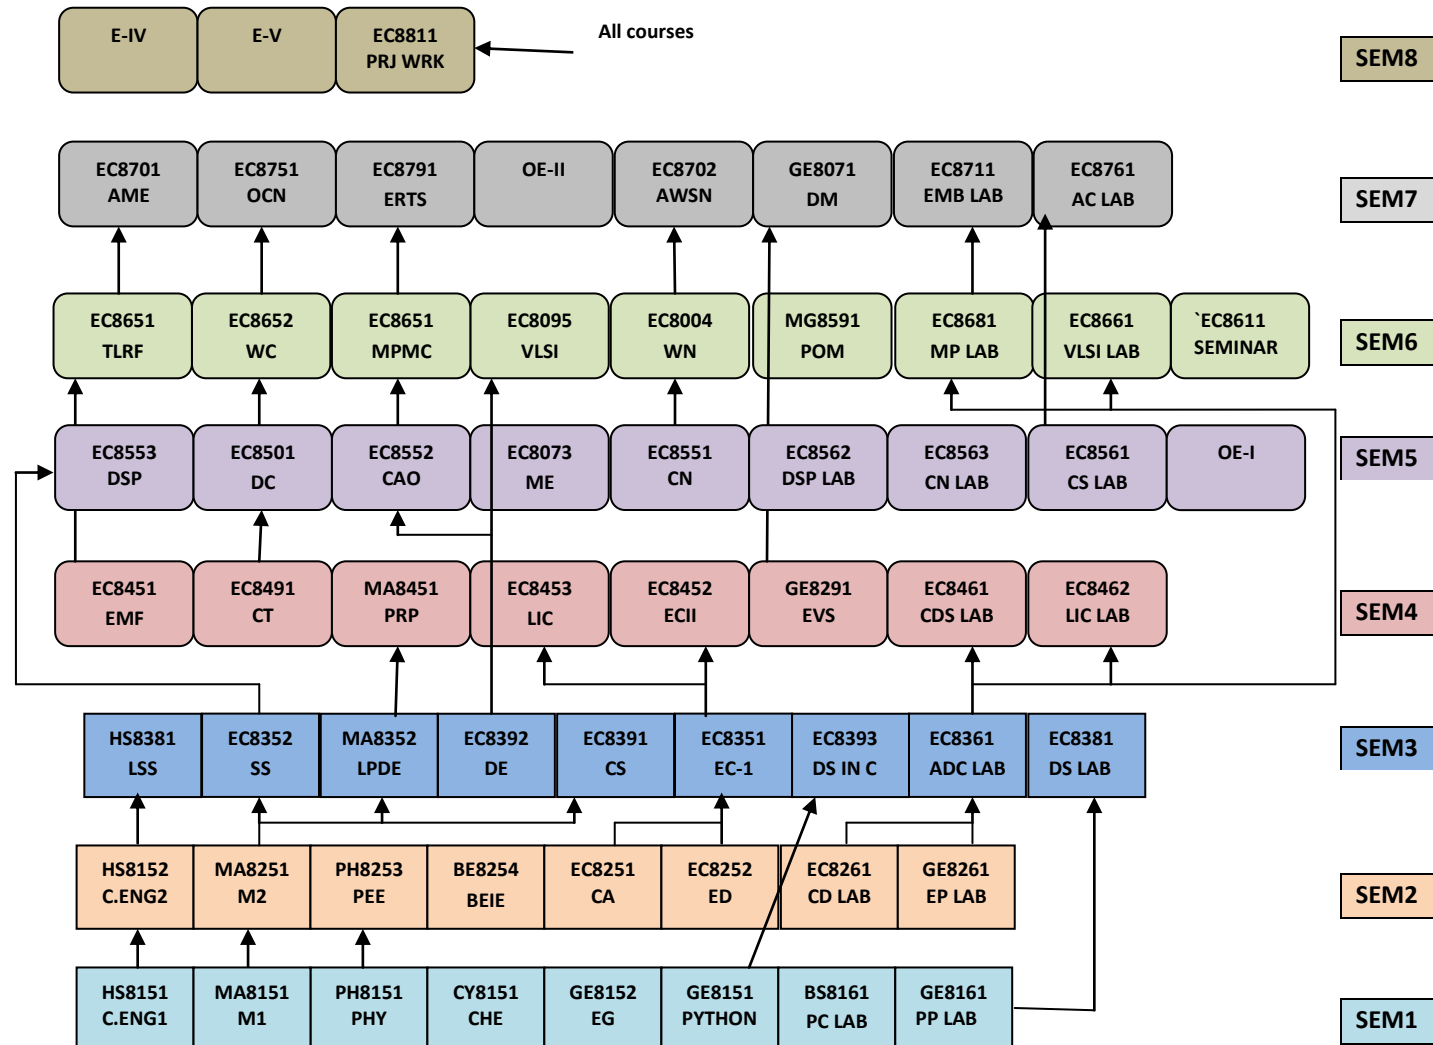 E-IV
E-V
EC8811
PRJ WRK
All courses
SEM8
EC8701
AME
EC8751
OCN
EC8791
ERTS
OE-II
EC8702
AWSN
GE8071
DM
EC8711
EMB LAB
EC8761
AC LAB
SEM7
EC8651
TLRF
EC8652
WC
EC8651
MPMC
EC8095
VLSI
EC8004
WN
MG8591
POM
EC8681
MP LAB
EC8661
VLSI LAB
`EC8611
SEMINAR
SEM6
EC8553
DSP
EC8501
DC
EC8552
CAO
EC8073
ME
EC8551
CN
EC8562
DSP LAB
EC8563
CN LAB
EC8561
CS LAB
OE-I
SEM5
EC8451
EMF
EC8491
CT
MA8451
PRP
EC8453
LIC
EC8452
ECII
GE8291
EVS
EC8461
CDS LAB
EC8462
LIC LAB
SEM4
HS8381
LSS
EC8352
SS
MA8352
LPDE
EC8392
DE
EC8391
CS
EC8351
EC-1
EC8393
DS IN C
EC8361
ADC LAB
EC8381
DS LAB
SEM3
HS8152
C.ENG2
MA8251
M2
PH8253
PEE
BE8254
BEIE
EC8251
CA
EC8252
ED
EC8261
CD LAB
GE8261
EP LAB
SEM2
HS8151
C.ENG1
MA8151
M1
PH8151
PHY
CY8151
CHE
GE8152
EG
GE8151
PYTHON
BS8161
PC LAB
GE8161
PP LAB
SEM1